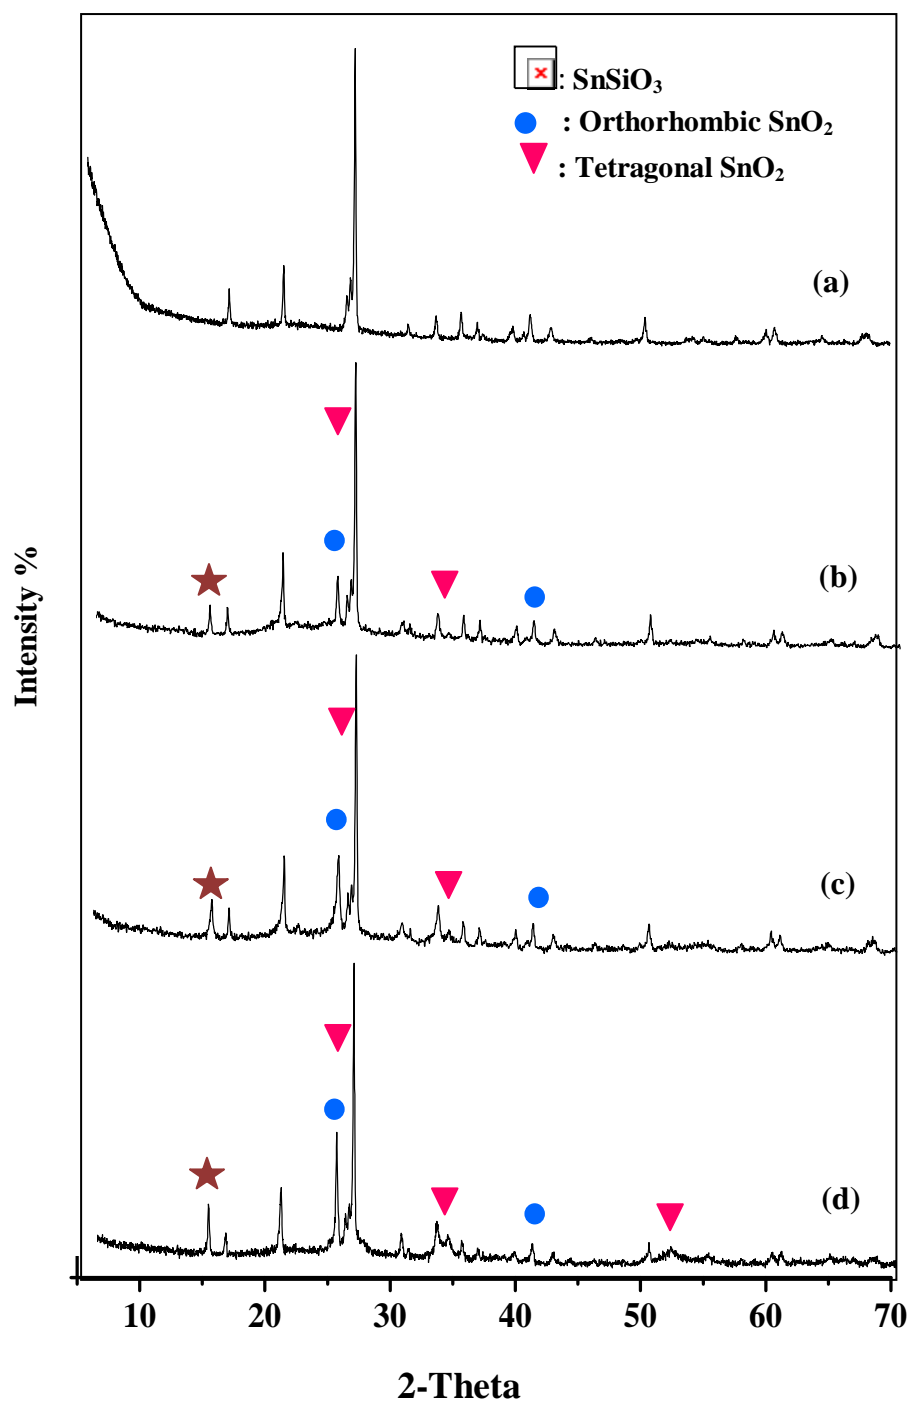 : SnSiO₃
: Orthorhombic SnO₂
: Tetragonal SnO₂
(a)
(b)
(c)
(d)
Intensity %
10 20 30 40 50 60 70
2-Theta